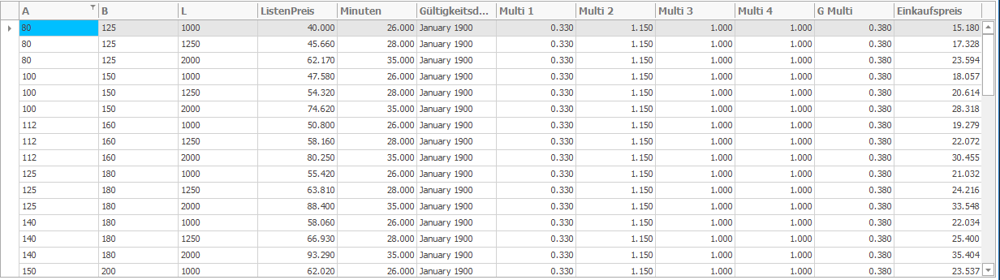 A B L ListenPreis Minuten Gültigkeitsd... Multi 1 Multi 2 Multi 3 Multi 4 G Multi Einkaufspreis
80 125 1000 40.000 26.000 January 1900 0.330 1.150 1.000 1.000 0.380 15.180
80 125 1250 45.660 28.000 January 1900 0.330 1.150 1.000 1.000 0.380 17.328
80 125 2000 62.170 35.000 January 1900 0.330 1.150 1.000 1.000 0.380 23.594
100 150 1000 47.580 26.000 January 1900 0.330 1.150 1.000 1.000 0.380 18.057
100 150 1250 54.320 28.000 January 1900 0.330 1.150 1.000 1.000 0.380 20.614
100 150 2000 74.620 35.000 January 1900 0.330 1.150 1.000 1.000 0.380 28.318
112 160 1000 50.800 26.000 January 1900 0.330 1.150 1.000 1.000 0.380 19.279
112 160 1250 58.160 28.000 January 1900 0.330 1.150 1.000 1.000 0.380 22.072
112 160 2000 80.250 35.000 January 1900 0.330 1.150 1.000 1.000 0.380 30.455
125 180 1000 55.420 26.000 January 1900 0.330 1.150 1.000 1.000 0.380 21.032
125 180 1250 63.810 28.000 January 1900 0.330 1.150 1.000 1.000 0.380 24.216
125 180 2000 88.400 35.000 January 1900 0.330 1.150 1.000 1.000 0.380 33.548
140 180 1000 58.060 26.000 January 1900 0.330 1.150 1.000 1.000 0.380 22.034
140 180 1250 66.930 28.000 January 1900 0.330 1.150 1.000 1.000 0.380 25.400
140 180 2000 93.290 35.000 January 1900 0.330 1.150 1.000 1.000 0.380 35.404
150 200 1000 62.020 26.000 January 1900 0.330 1.150 1.000 1.000 0.380 23.537